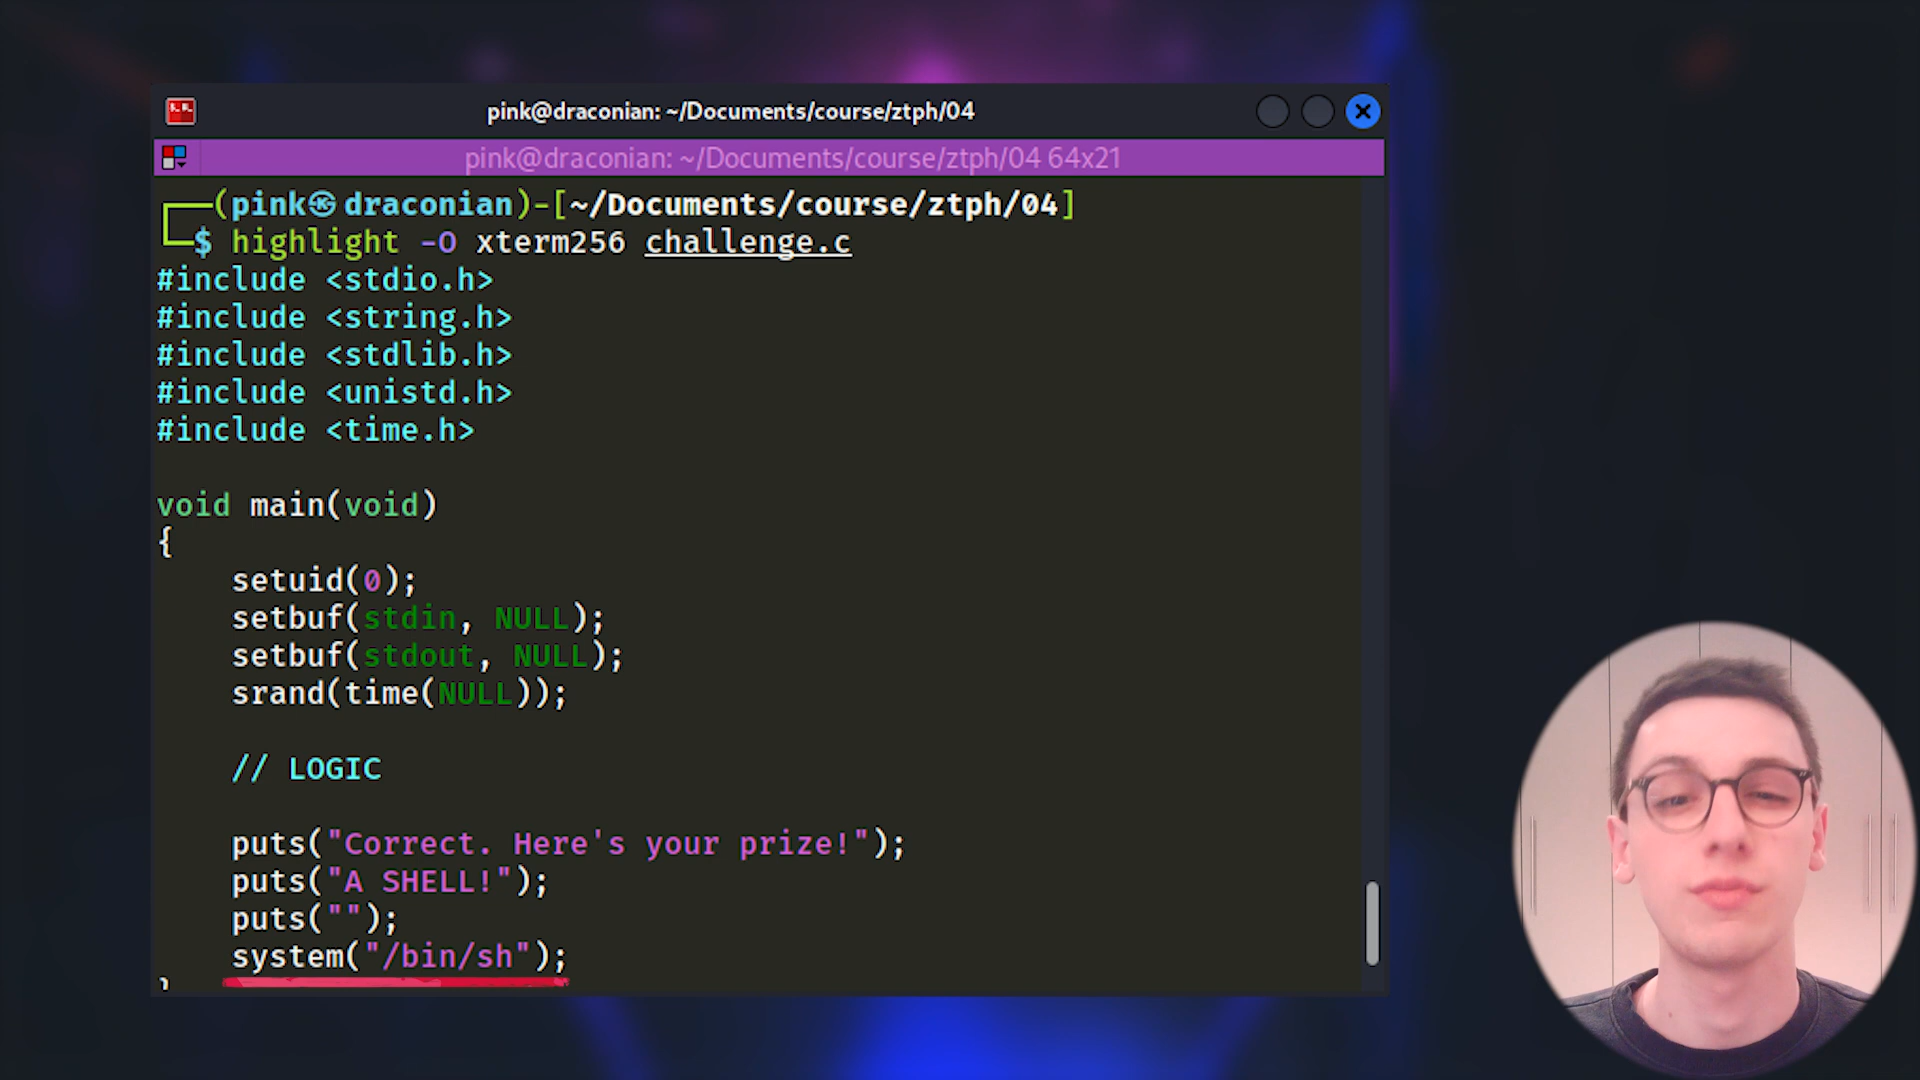 pink@draconian: ~/Documents/course/ztph/04
pink@draconian: ~/Documents/course/ztph/04 64x21
(pink㉿draconian)-[~/Documents/course/ztph/04]
$ highlight -O xterm256 challenge.c
#include <stdio.h>
#include <string.h>
#include <stdlib.h>
#include <unistd.h>
#include <time.h>
void main(void)
{
    setuid(0);
    setbuf(stdin, NULL);
    setbuf(stdout, NULL);
    srand(time(NULL));
    // LOGIC
    puts("Correct. Here's your prize!");
    puts("A SHELL!");
    puts("");
    system("/bin/sh");
}